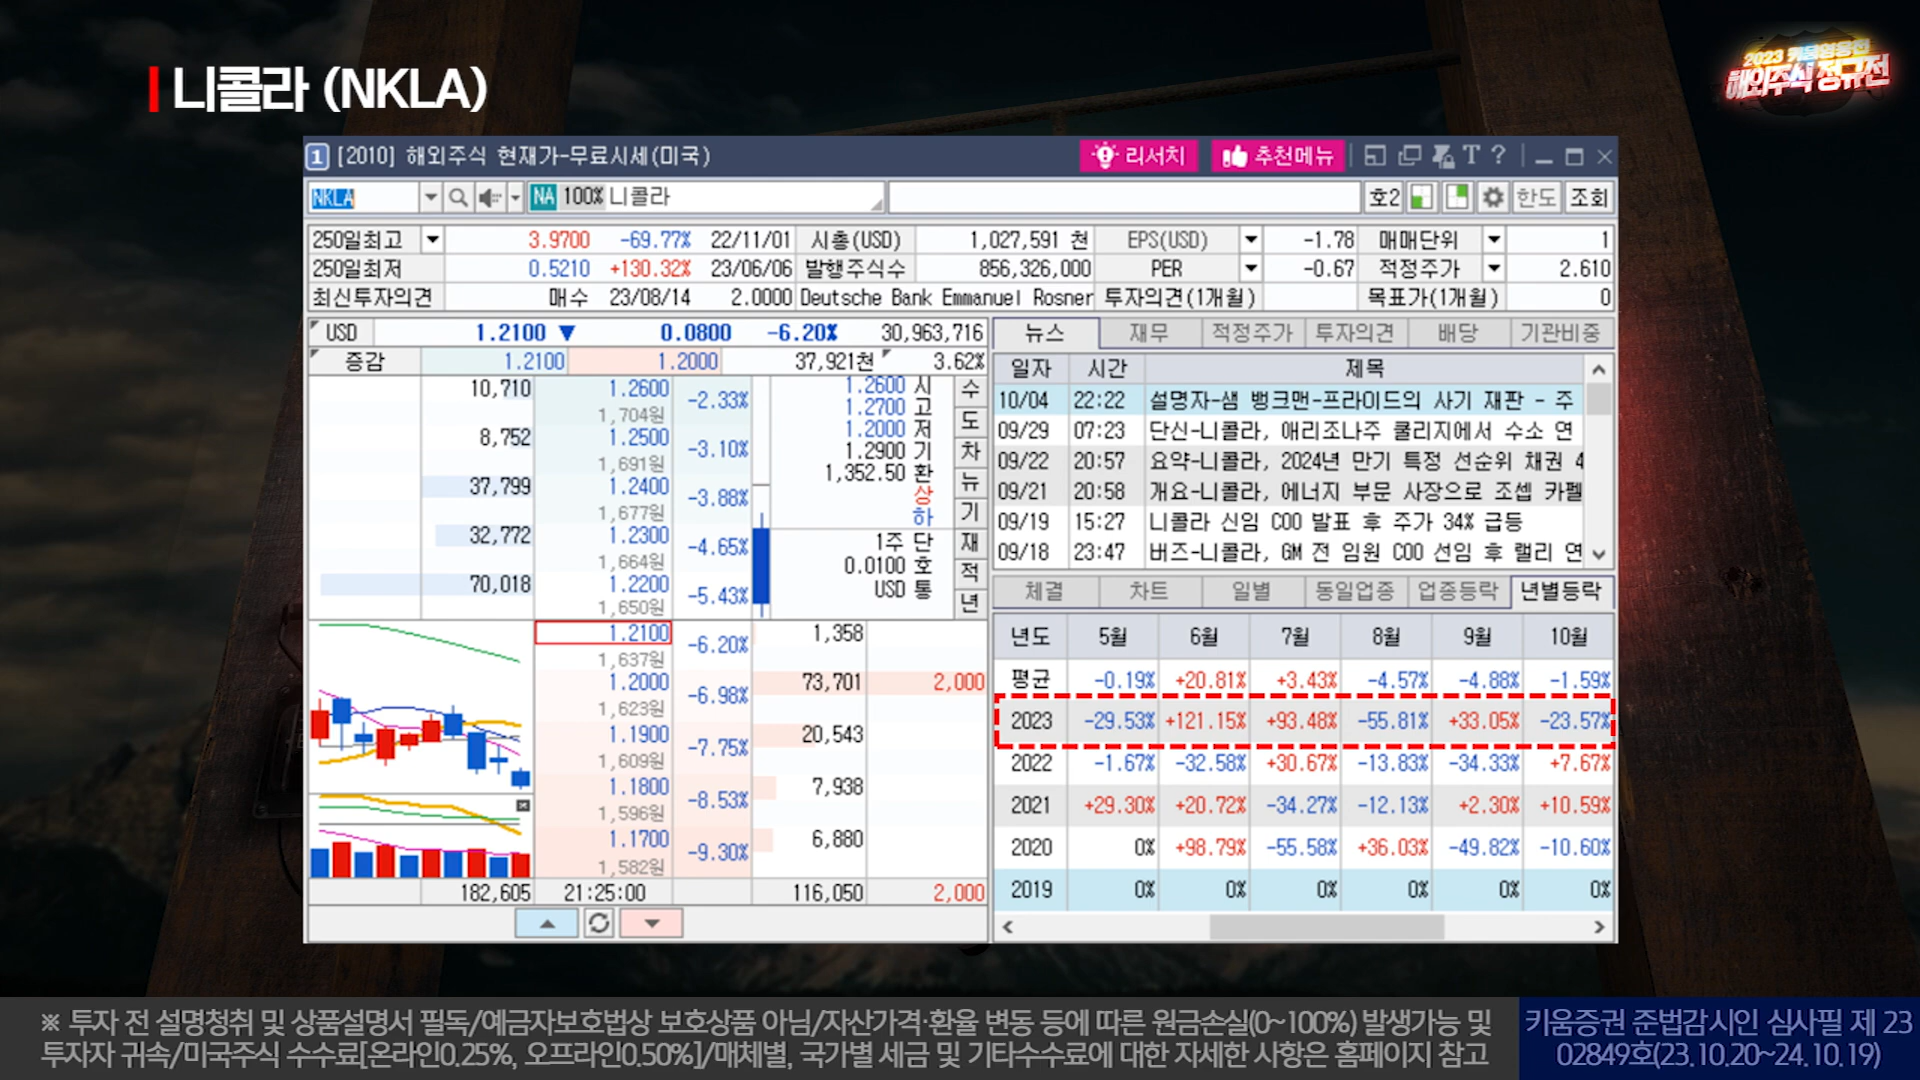 니콜라 (NKLA)
2023 키움영웅전
해외주식 정규전
1 [2010] 해외주식 현재가-무료시세(미국) 리서치 추천메뉴 T ?
NKLA NA 100% 니콜라 호2 한도 조회
250일최고 3.9700 -69.77% 22/11/01 시총(USD) 1,027,591 천 EPS(USD) -1.78 매매단위 1
250일최저 0.5210 +130.32% 23/06/06 발행주식수 856,326,000 PER -0.67 적정주가 2.610
최신투자의견 매수 23/08/14 2.0000 Deutsche Bank Emmanuel Rosner 투자의견(1개월) 목표가(1개월) 0
USD 1.2100 ▼ 0.0800 -6.20% 30,963,716
증감 1.2100 1.2000 37,921천 3.62%
10,710 1.2600 -2.33% 1.2600 시 수
1,704원 1.2700 고
8,752 1.2500 -3.10% 1.2000 저 도
1,691원 1.2900 기 차
37,799 1.2400 -3.88% 1,352.50 환 뉴
1,677원 상
하 기
32,772 1.2300 -4.65% 1주 단 재
1,664원 0.0100 호 적
70,018 1.2200 -5.43% USD 통 년
1,650원
1.2100 -6.20% 1,358
1,637원
1.2000 -6.98% 73,701 2,000
1,623원
1.1900 -7.75% 20,543
1,609원
1.1800 -8.53% 7,938
1,596원
1.1700 -9.30% 6,880
1,582원
182,605 21:25:00 116,050 2,000
뉴스 재무 적정주가 투자의견 배당 기관비중
일자 시간 제목
10/04 22:22 설명자-샘 뱅크맨-프라이드의 사기 재판 - 주
09/29 07:23 단신-니콜라, 애리조나주 쿨리지에서 수소 연
09/22 20:57 요약-니콜라, 2024년 만기 특정 선순위 채권 4
09/21 20:58 개요-니콜라, 에너지 부문 사장으로 조셉 카펠
09/19 15:27 니콜라 신임 COO 발표 후 주가 34% 급등
09/18 23:47 버즈-니콜라, GM 전 임원 COO 선임 후 랠리 연
체결 차트 일별 동일업종 업종등락 년별등락
년도 5월 6월 7월 8월 9월 10월
평균 -0.19% +20.81% +3.43% -4.57% -4.88% -1.59%
2023 -29.53% +121.15% +93.48% -55.81% +33.05% -23.57%
2022 -1.67% -32.58% +30.67% -13.83% -34.33% +7.67%
2021 +29.30% +20.72% -34.27% -12.13% +2.30% +10.59%
2020 0% +98.79% -55.58% +36.03% -49.82% -10.60%
2019 0% 0% 0% 0% 0% 0%
※ 투자 전 설명청취 및 상품설명서 필독/예금자보호법상 보호상품 아님/자산가격·환율 변동 등에 따른 원금손실(0~100%) 발생가능 및
투자자 귀속/미국주식 수수료[온라인0.25%, 오프라인0.50%]/매체별, 국가별 세금 및 기타수수료에 대한 자세한 사항은 홈페이지 참고
키움증권 준법감시인 심사필 제 23
02849호(23.10.20~24.10.19)